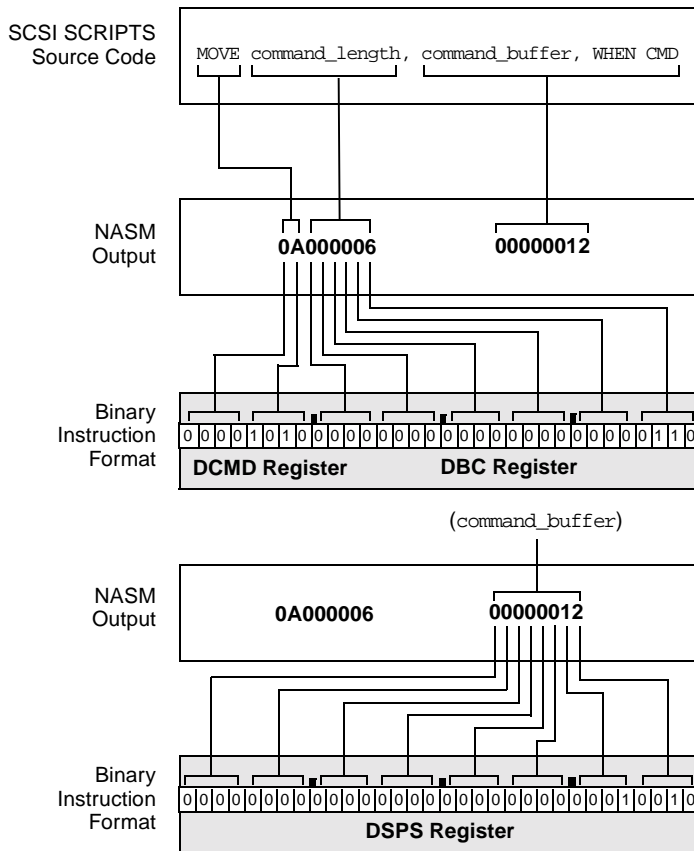 SCSI SCRIPTS
Source Code
MOVE command_length, command_buffer, WHEN CMD
NASM
Output
0A000006 00000012
Binary
Instruction
Format
0 0 0 0 1 0 1 0 0 0 0 0 0 0 0 0 0 0 0 0 0 0 0 0 0 0 0 0 0 1 1 0
DCMD Register DBC Register
(command_buffer)
NASM
Output
0A000006 00000012
Binary
Instruction
Format
0 0 0 0 0 0 0 0 0 0 0 0 0 0 0 0 0 0 0 0 0 0 0 0 0 0 0 1 0 0 1 0
DSPS Register